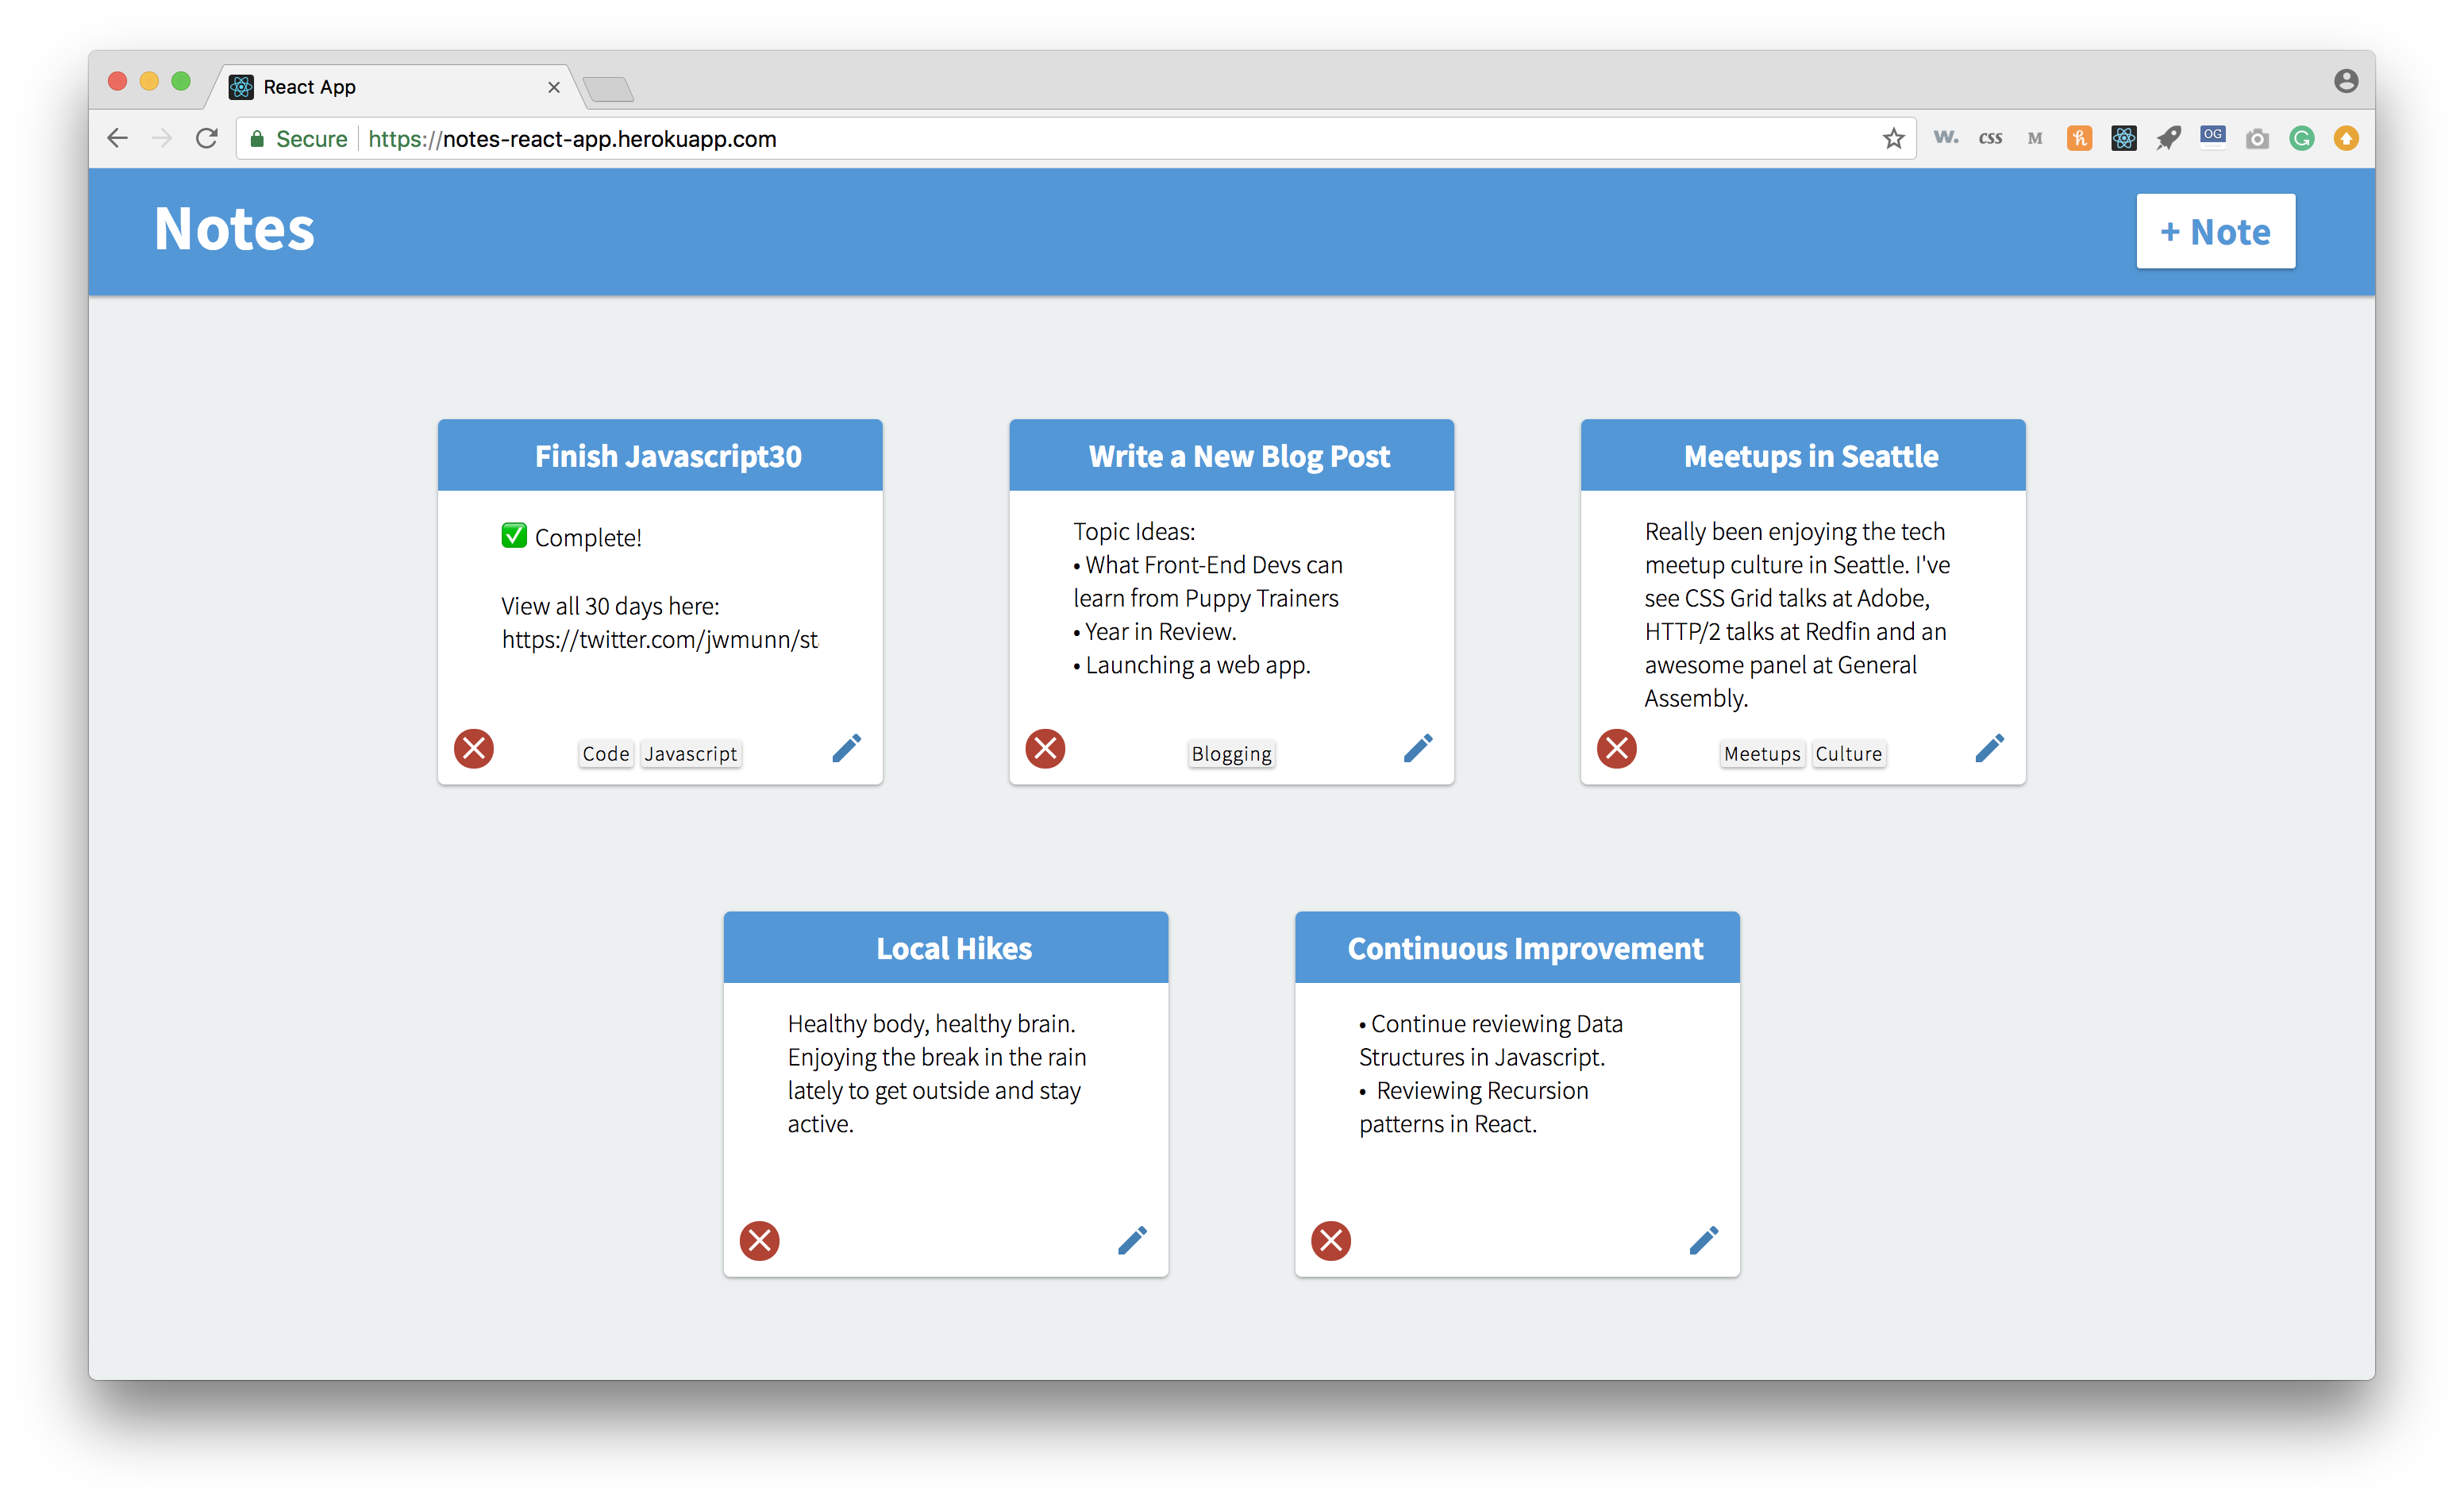 React App
Secure https://notes-react-app.herokuapp.com
W. CSS M h OG G
Notes
+ Note
Finish Javascript30
✅ Complete!
View all 30 days here:
https://twitter.com/jwmunn/st
Code Javascript
Write a New Blog Post
Topic Ideas:
• What Front-End Devs can
learn from Puppy Trainers
• Year in Review.
• Launching a web app.
Blogging
Meetups in Seattle
Really been enjoying the tech
meetup culture in Seattle. I've
see CSS Grid talks at Adobe,
HTTP/2 talks at Redfin and an
awesome panel at General
Assembly.
Meetups Culture
Local Hikes
Healthy body, healthy brain.
Enjoying the break in the rain
lately to get outside and stay
active.
Continuous Improvement
• Continue reviewing Data
Structures in Javascript.
• Reviewing Recursion
patterns in React.